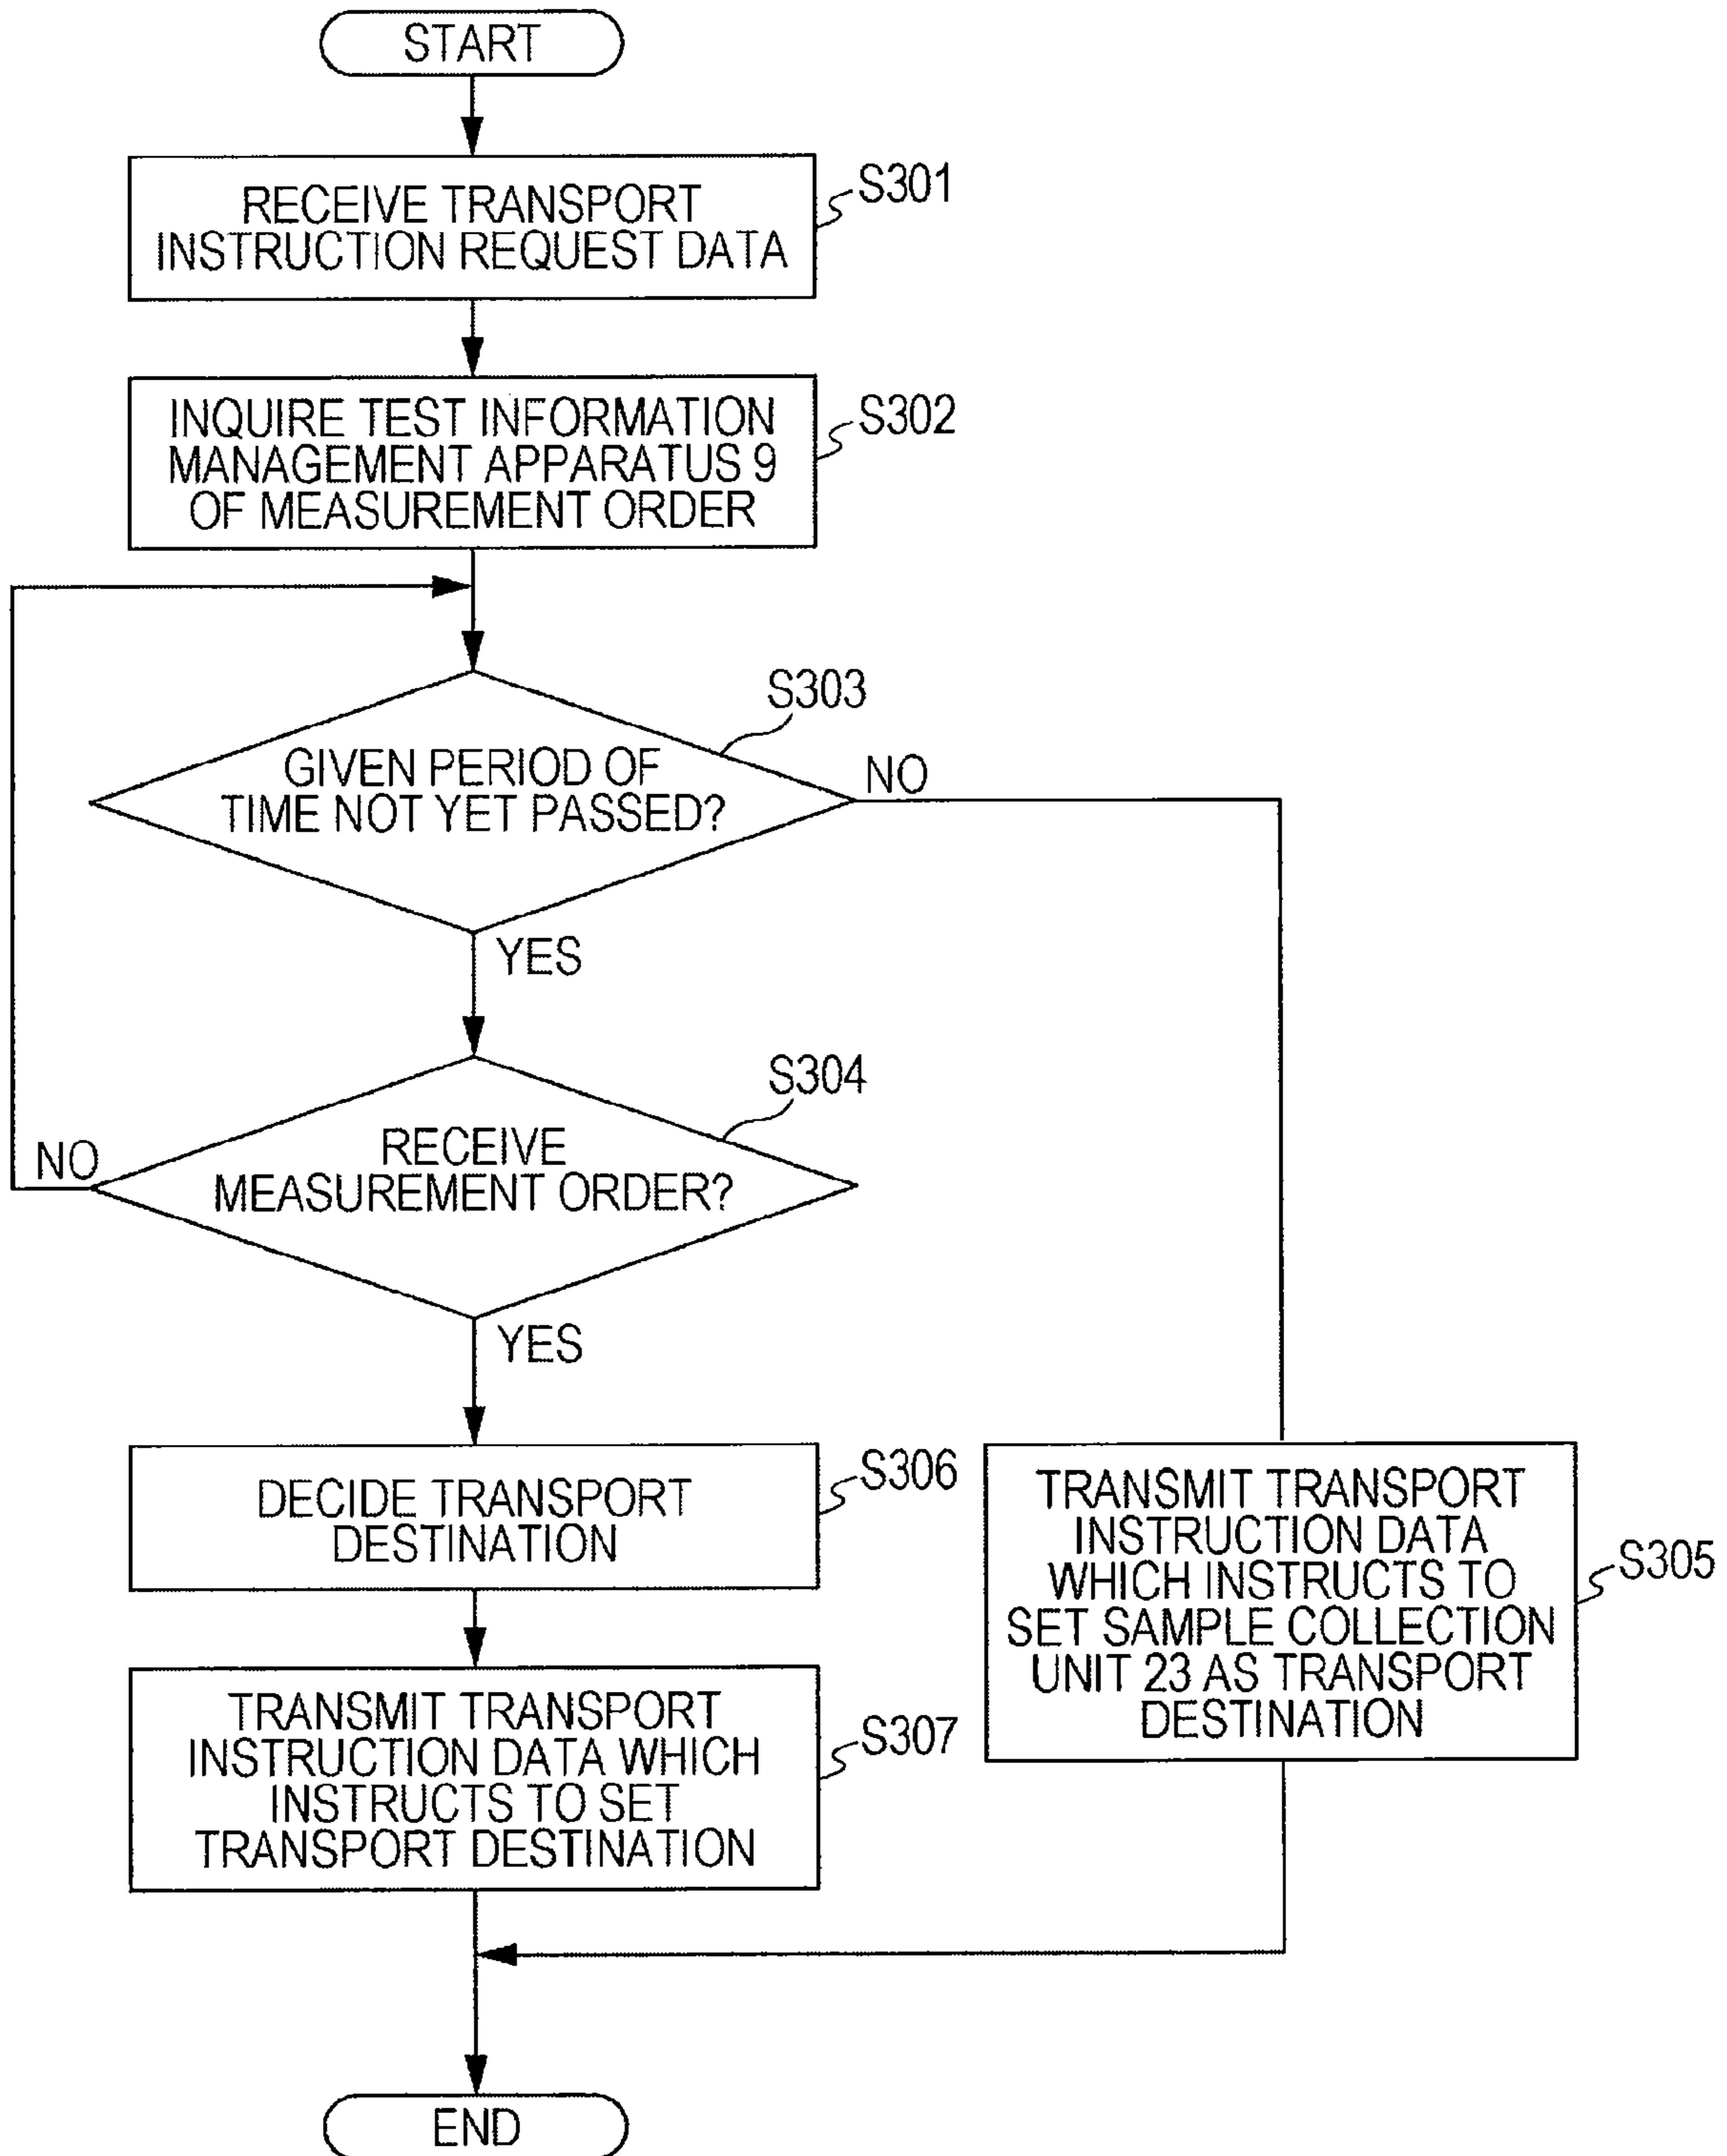 START
RECEIVE TRANSPORT
INSTRUCTION REQUEST DATA
S301
INQUIRE TEST INFORMATION
MANAGEMENT APPARATUS 9
OF MEASUREMENT ORDER
S302
S303
GIVEN PERIOD OF
TIME NOT YET PASSED?
NO
YES
S304
RECEIVE
MEASUREMENT ORDER?
NO
YES
DECIDE TRANSPORT
DESTINATION
S306
TRANSMIT TRANSPORT
INSTRUCTION DATA
WHICH INSTRUCTS TO
SET SAMPLE COLLECTION
UNIT 23 AS TRANSPORT
DESTINATION
S305
TRANSMIT TRANSPORT
INSTRUCTION DATA WHICH
INSTRUCTS TO SET
TRANSPORT DESTINATION
S307
END